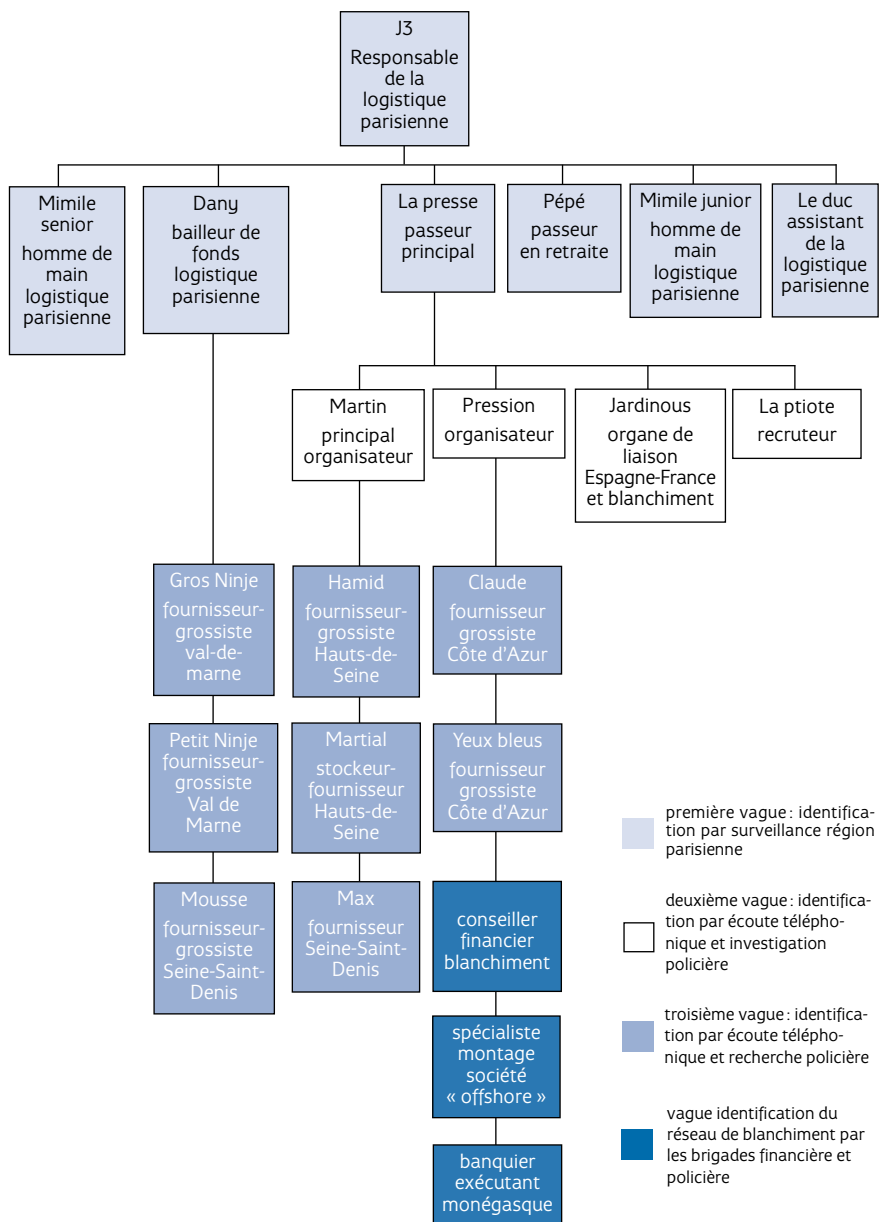 J3
Responsable
de la
logistique
parisienne
Mimile
senior
homme de
main
logistique
parisienne
Dany
bailleur de
fonds
logistique
parisienne
La presse
passeur
principal
Pépé
passeur
en retraite
Mimile junior
homme de
main
logistique
parisienne
Le duc
assistant
de la
logistique
parisienne
Martin
principal
organisateur
Pression
organisateur
Jardinous
organe de
liaison
Espagne-France
et blanchiment
La ptiote
recruteur
Gros Ninje
fournisseur-
grossiste
val-de-
marne
Hamid
fournisseur-
grossiste
Hauts-de-
Seine
Claude
fournisseur
grossiste
Côte d'Azur
Petit Ninje
fournisseur-
grossiste
Val de
Marne
Martial
stockeur-
fournisseur
Hauts-de-
Seine
Yeux bleus
fournisseur
grossiste
Côte d'Azur
Mousse
fournisseur-
grossiste
Seine-Saint-
Denis
Max
fournisseur
Seine-Saint-
Denis
conseiller
financier
blanchiment
spécialiste
montage
société
« offshore »
banquier
exécutant
monégasque
première vague : identifica-
tion par surveillance région
parisienne
deuxième vague : identifica-
tion par écoute télépho-
nique et investigation
policière
troisième vague : identifica-
tion par écoute télépho-
nique et recherche policière
vague identification du
réseau de blanchiment par
les brigades financière et
policière